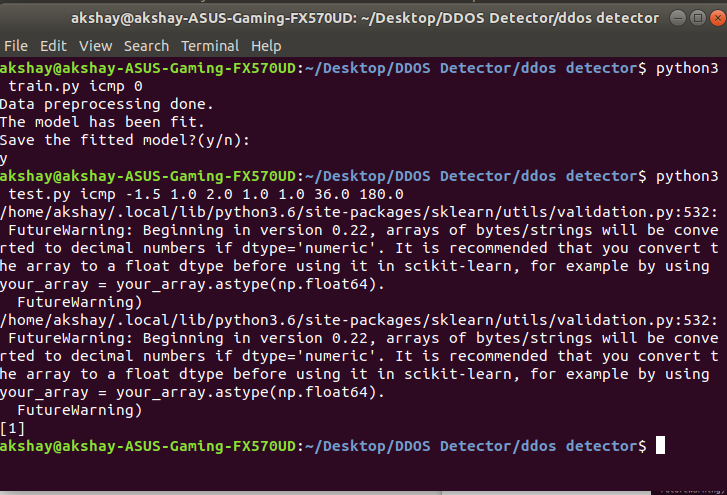 akshay@akshay-ASUS-Gaming-FX570UD: ~/Desktop/DDOS Detector/ddos detector
File Edit View Search Terminal Help
akshay@akshay-ASUS-Gaming-FX570UD:~/Desktop/DDOS Detector/ddos detector$ python3
 train.py icmp 0
Data preprocessing done.
The model has been fit.
Save the fitted model?(y/n):
y
akshay@akshay-ASUS-Gaming-FX570UD:~/Desktop/DDOS Detector/ddos detector$ python3
 test.py icmp -1.5 1.0 2.0 1.0 1.0 36.0 180.0
/home/akshay/.local/lib/python3.6/site-packages/sklearn/utils/validation.py:532:
 FutureWarning: Beginning in version 0.22, arrays of bytes/strings will be conve
rted to decimal numbers if dtype='numeric'. It is recommended that you convert t
he array to a float dtype before using it in scikit-learn, for example by using
your_array = your_array.astype(np.float64).
  FutureWarning)
/home/akshay/.local/lib/python3.6/site-packages/sklearn/utils/validation.py:532:
 FutureWarning: Beginning in version 0.22, arrays of bytes/strings will be conve
rted to decimal numbers if dtype='numeric'. It is recommended that you convert t
he array to a float dtype before using it in scikit-learn, for example by using
your_array = your_array.astype(np.float64).
  FutureWarning)
[1]
akshay@akshay-ASUS-Gaming-FX570UD:~/Desktop/DDOS Detector/ddos detector$